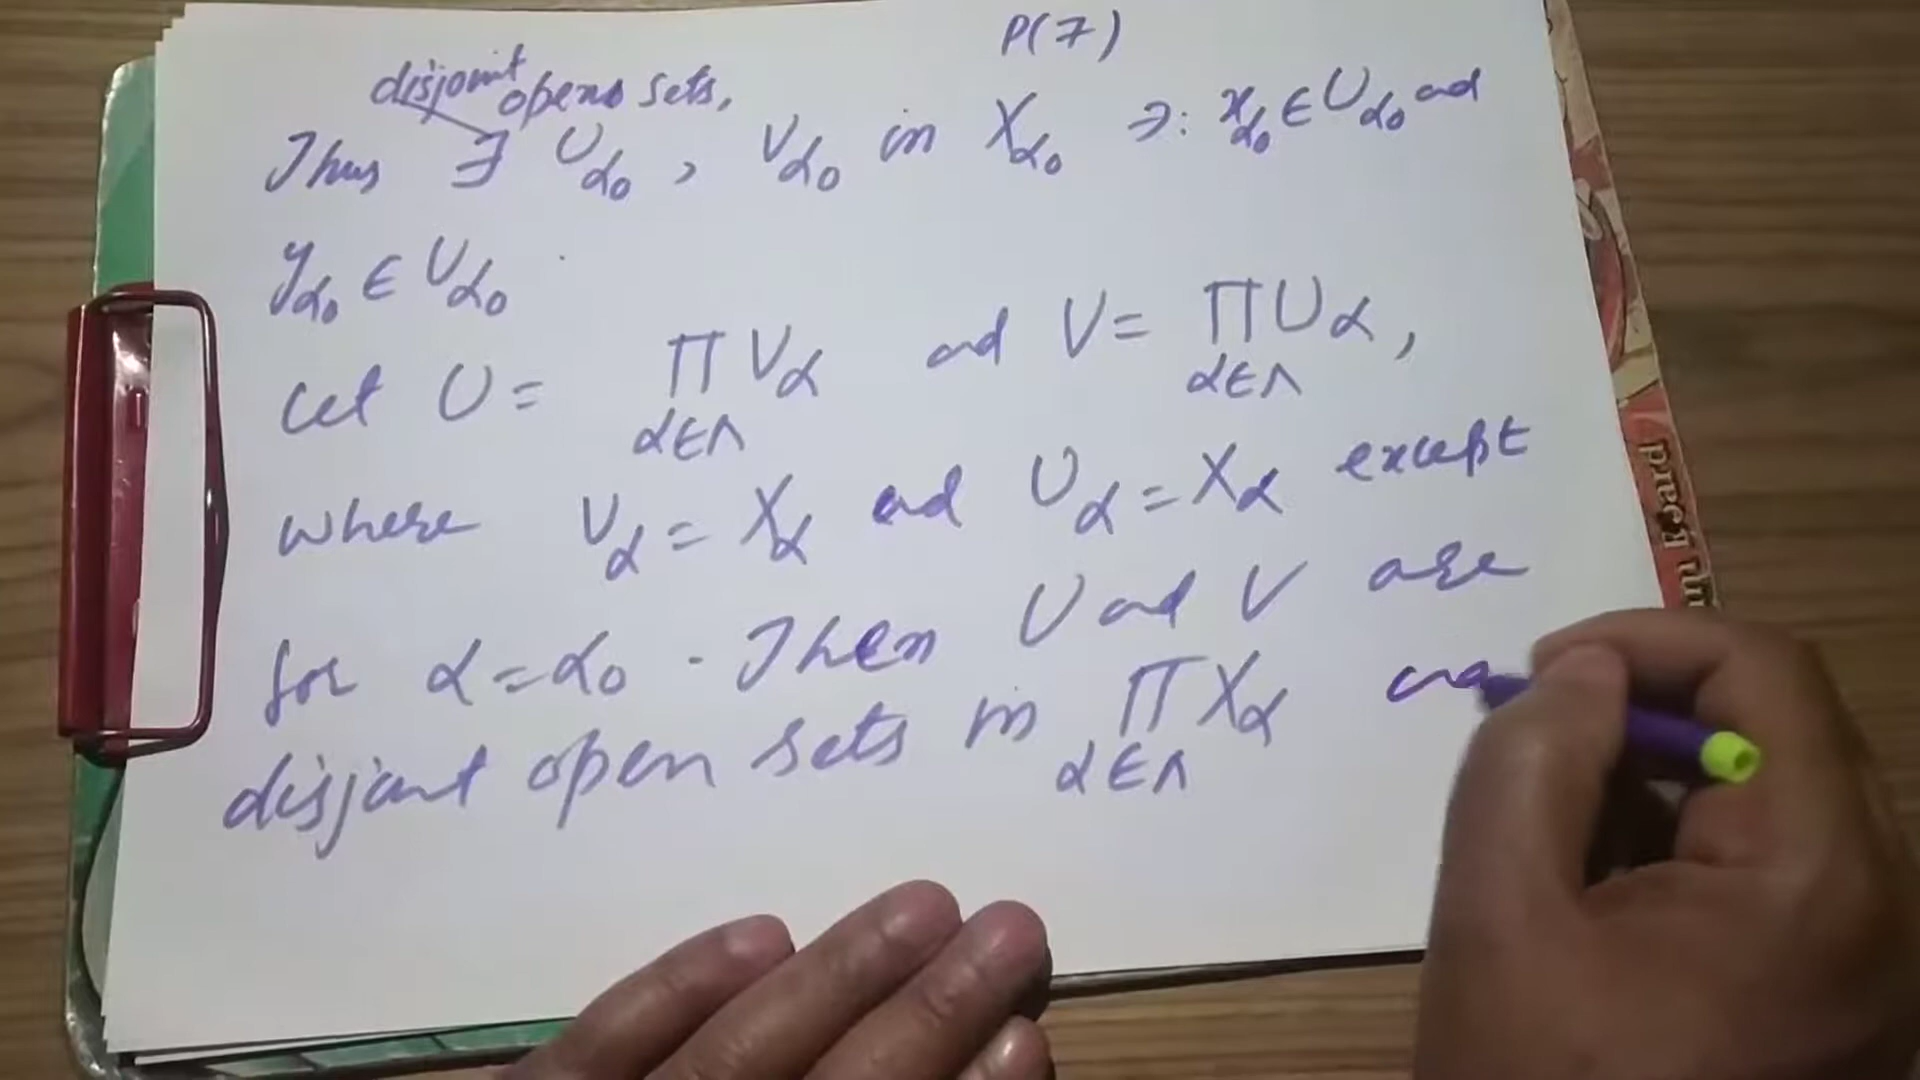 P(7)
disjoint open sets,
Thus ∃ U_α₀, V_α₀ in X_α₀ ∋: x_α₀ ∈ U_α₀ and
y_α₀ ∈ V_α₀
Let U = ∏_{α∈Λ} U_α and V = ∏_{α∈Λ} V_α,
where U_α = X_α and V_α = X_α except
for α = α₀. Then U and V are
disjoint open sets in ∏_{α∈Λ} X_α